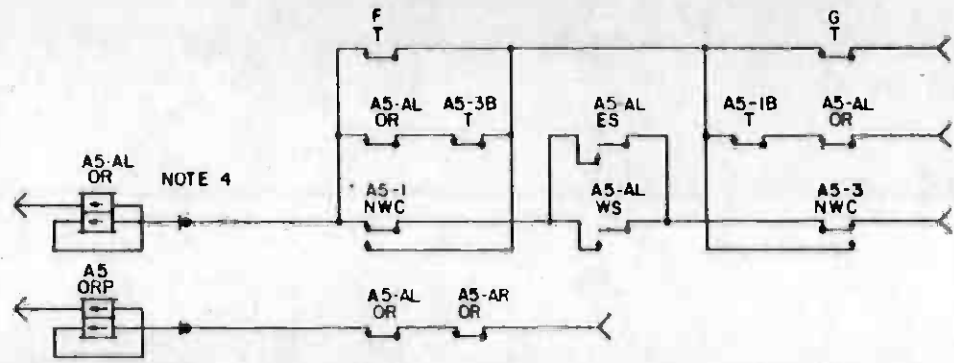 F
T
G
T
A5-AL
OR
A5-3B
T
A5-AL
ES
A5-1B
T
A5-AL
OR
A5-AL
OR
NOTE 4
A5-1
NWC
A5-AL
WS
A5-3
NWC
A5
ORP
A5-AL
OR
A5-AR
OR